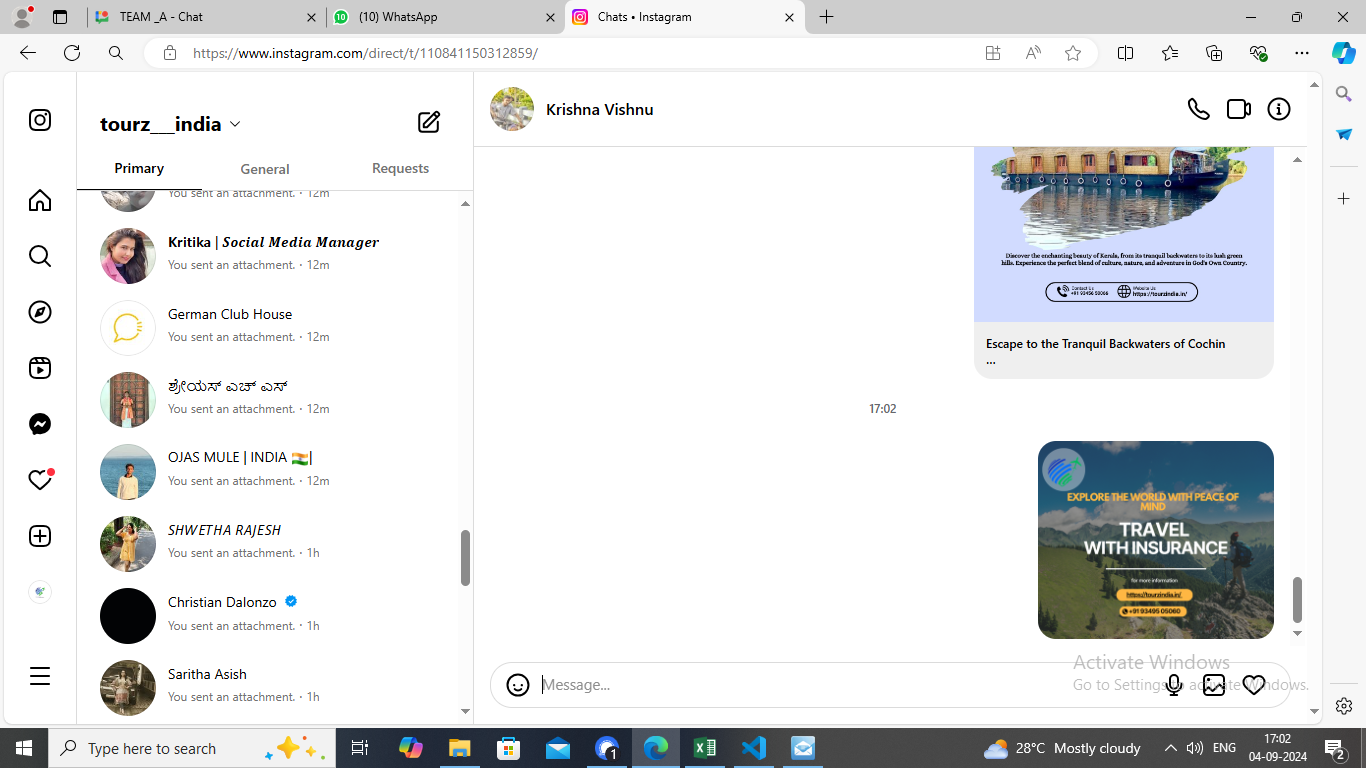 TEAM _A - Chat
(10) WhatsApp
Chats • Instagram
https://www.instagram.com/direct/t/110841150312859/
tourz___india
Primary
General
Requests
You sent an attachment. · 12m
Kritika | Social Media Manager
You sent an attachment. · 12m
German Club House
You sent an attachment. · 12m
ಶ್ರೇಯಸ್ ಎಚ್ ಎಸ್
You sent an attachment. · 12m
OJAS MULE | INDIA 🇮🇳|
You sent an attachment. · 12m
SHWETHA RAJESH
You sent an attachment. · 1h
Christian Dalonzo
You sent an attachment. · 1h
Saritha Asish
You sent an attachment. · 1h
Krishna Vishnu
Discover the enchanting beauty of Kerala, from its tranquil backwaters to its lush green
hills. Experience the perfect blend of culture, nature, and adventure in God's Own Country.
Contact Us
Website Us
https://tourzindia.in/
Escape to the Tranquil Backwaters of Cochin
...
17:02
EXPLORE THE WORLD WITH PEACE OF
MIND
TRAVEL
WITH INSURANCE
for more information
https://tourzindia.in/
+91 93495 05060
Message...
Activate Windows
Go to Settings to activate Windows.
Type here to search
28°C Mostly cloudy
ENG
17:02
04-09-2024
2